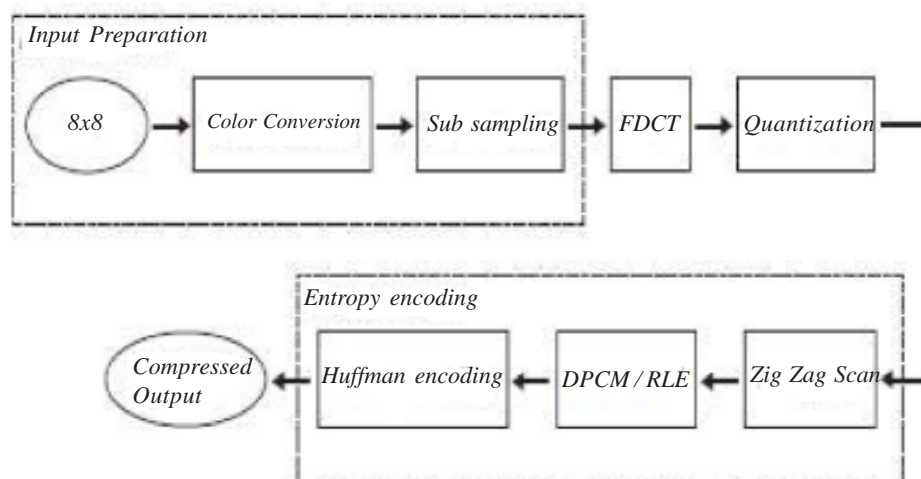 Input Preparation
8x8
Color Conversion
Sub sampling
FDCT
Quantization
Entropy encoding
Compressed
Output
Huffman encoding
DPCM / RLE
Zig Zag Scan